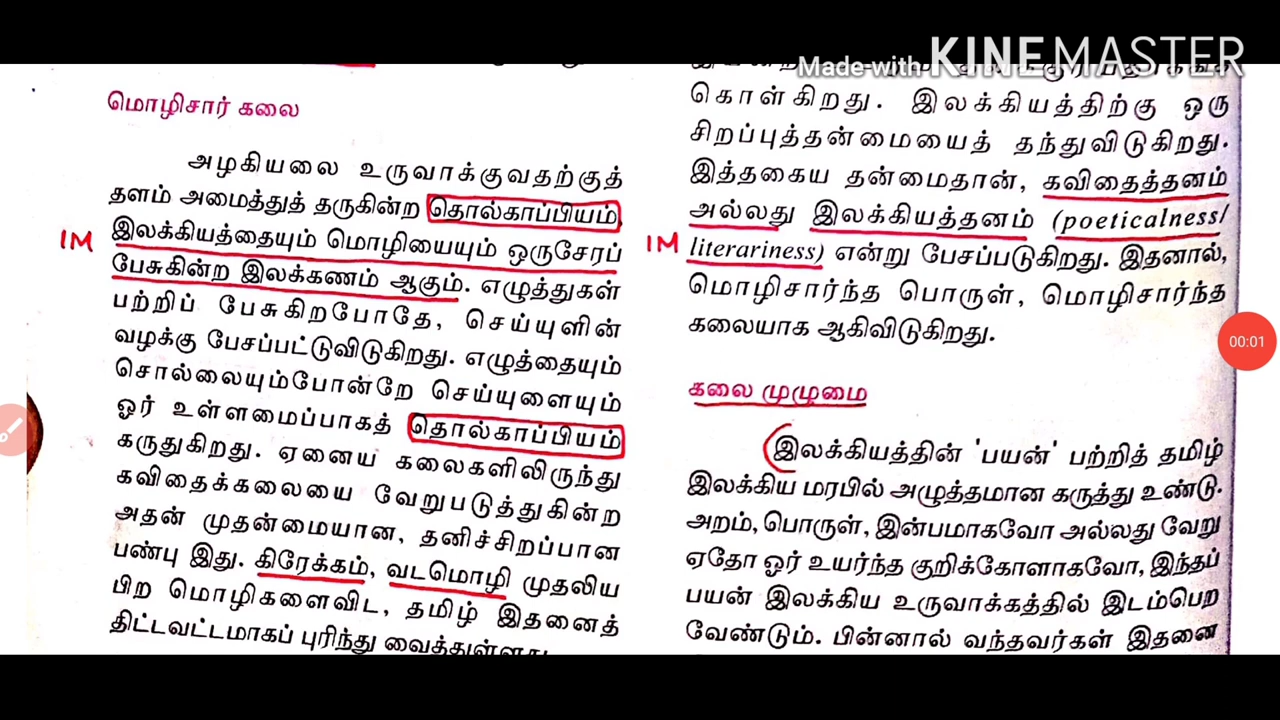 Made with KINEMASTER
மொழிசார் கலை
அழகியலை உருவாக்குவதற்குத்
தளம் அமைத்துத் தருகின்ற தொல்காப்பியம்,
1M இலக்கியத்தையும் மொழியையும் ஒருசேரப்
பேசுகின்ற இலக்கணம் ஆகும். எழுத்துகள்
பற்றிப் பேசுகிறபோதே, செய்யுளின்
வழக்கு பேசப்பட்டுவிடுகிறது. எழுத்தையும்
சொல்லையும்போன்றே செய்யுளையும்
ஓர் உள்ளமைப்பாகத் தொல்காப்பியம்
கருதுகிறது. ஏனைய கலைகளிலிருந்து
கவிதைக்கலையை வேறுபடுத்துகின்ற
அதன் முதன்மையான, தனிச்சிறப்பான
பண்பு இது. கிரேக்கம், வடமொழி முதலிய
பிற மொழிகளைவிட, தமிழ் இதனைத்
திட்டவட்டமாகப் புரிந்து வைத்துள்ளது.
கொள்கிறது. இலக்கியத்திற்கு ஒரு
சிறப்புத்தன்மையைத் தந்துவிடுகிறது.
இத்தகைய தன்மைதான், கவிதைத்தனம்
அல்லது இலக்கியத்தனம் (poeticalness/
1M literariness) என்று பேசப்படுகிறது. இதனால்,
மொழிசார்ந்த பொருள், மொழிசார்ந்த
கலையாக ஆகிவிடுகிறது.
கலை முழுமை
இலக்கியத்தின் 'பயன்' பற்றித் தமிழ்
இலக்கிய மரபில் அழுத்தமான கருத்து உண்டு.
அறம், பொருள், இன்பமாகவோ அல்லது வேறு
ஏதோ ஓர் உயர்ந்த குறிக்கோளாகவோ, இந்தப்
பயன் இலக்கிய உருவாக்கத்தில் இடம்பெற
வேண்டும். பின்னால் வந்தவர்கள் இதனை
00:01